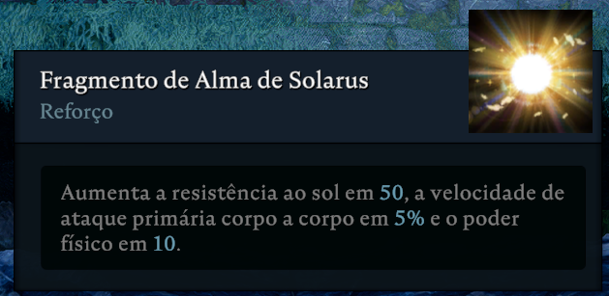 Fragmento de Alma de Solarus
Reforço
Aumenta a resistência ao sol em 50, a velocidade de
ataque primária corpo a corpo em 5% e o poder
físico em 10.